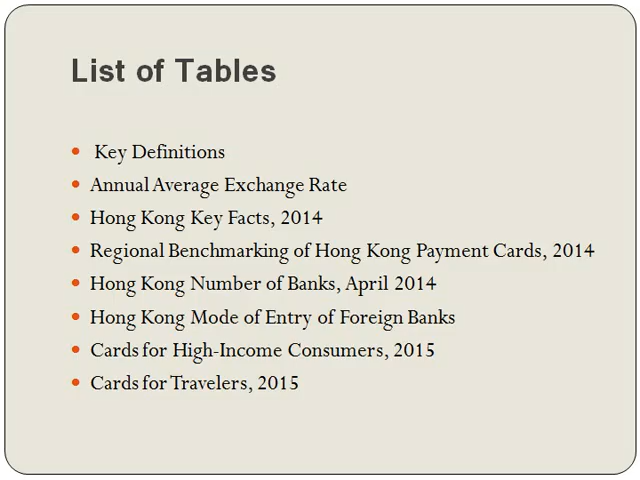 List of Tables
Key Definitions
Annual Average Exchange Rate
Hong Kong Key Facts, 2014
Regional Benchmarking of Hong Kong Payment Cards, 2014
Hong Kong Number of Banks, April 2014
Hong Kong Mode of Entry of Foreign Banks
Cards for High-Income Consumers, 2015
Cards for Travelers, 2015